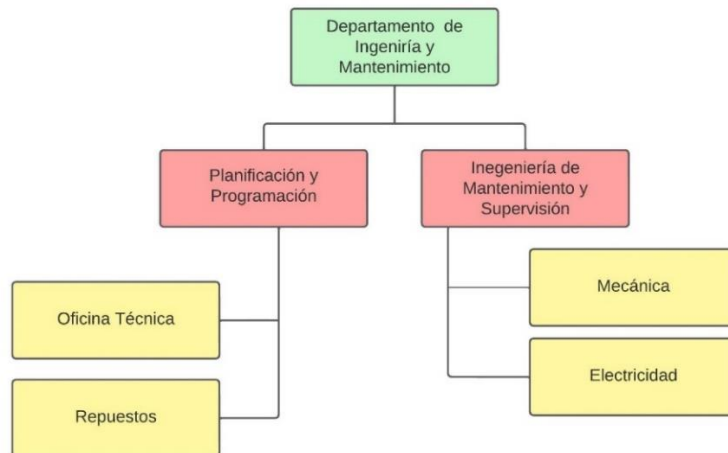 Departamento de
Ingeniría y
Mantenimiento
Planificación y
Programación
Inegeniería de
Mantenimiento y
Supervisión
Oficina Técnica
Repuestos
Mecánica
Electricidad